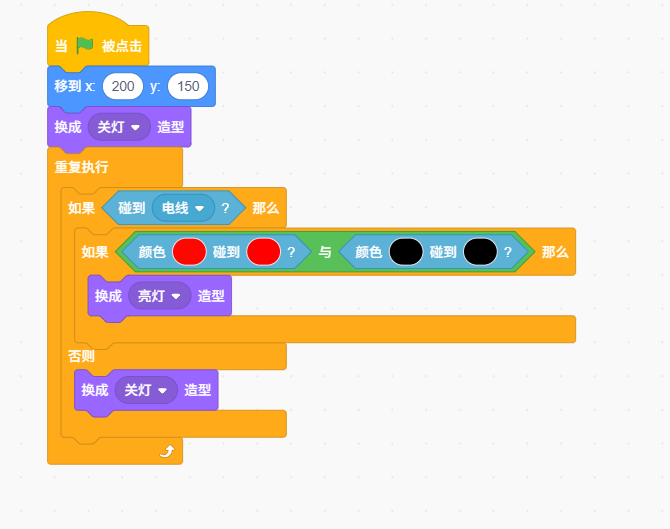 当 被点击
移到 x: 200 y: 150
换成 关灯 造型
重复执行
如果 碰到 电线 ? 那么
如果 颜色 碰到 ? 与 颜色 碰到 ? 那么
换成 亮灯 造型
否则
换成 关灯 造型